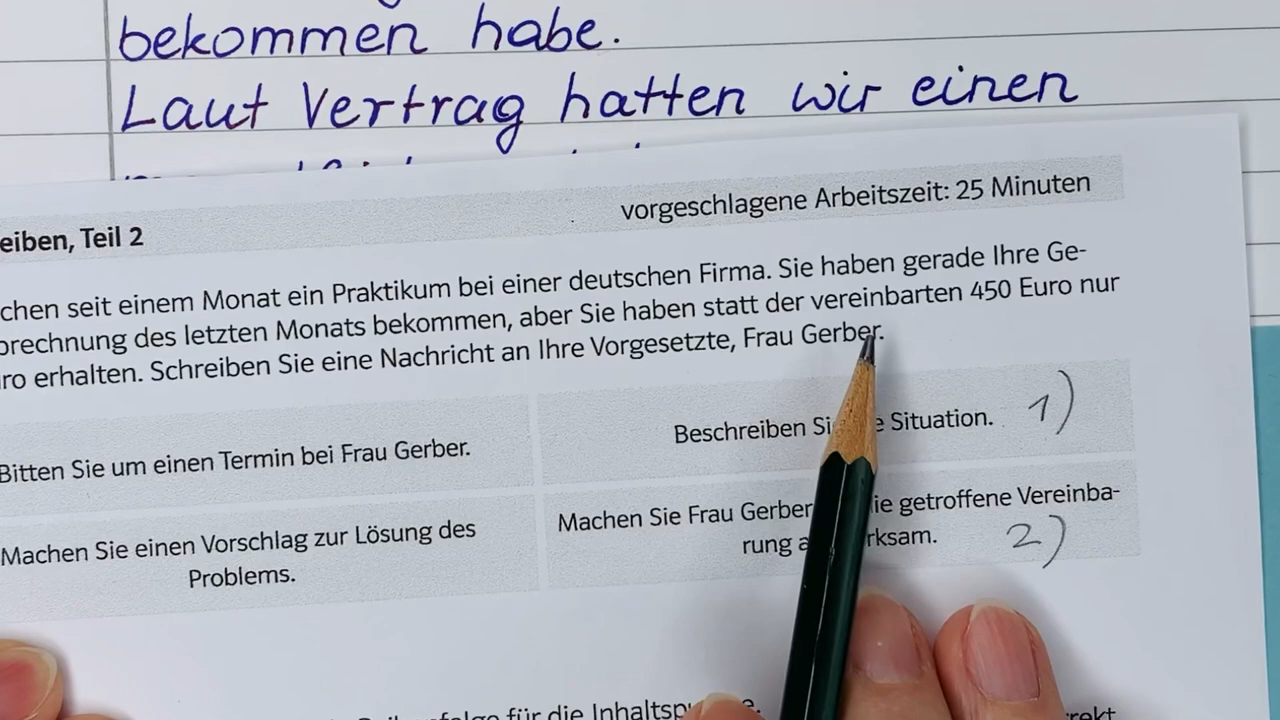 bekommen habe.
Laut Vertrag hatten wir einen
eiben, Teil 2
vorgeschlagene Arbeitszeit: 25 Minuten
chen seit einem Monat ein Praktikum bei einer deutschen Firma. Sie haben gerade Ihre Ge-
brechnung des letzten Monats bekommen, aber Sie haben statt der vereinbarten 450 Euro nur
ro erhalten. Schreiben Sie eine Nachricht an Ihre Vorgesetzte, Frau Gerber.
Bitten Sie um einen Termin bei Frau Gerber.
Beschreiben Si e Situation. 1)
Machen Sie einen Vorschlag zur Lösung des
Problems.
Machen Sie Frau Gerber ie getroffene Vereinba-
rung a rksam. 2)
für die Inhaltspu e.
rekt